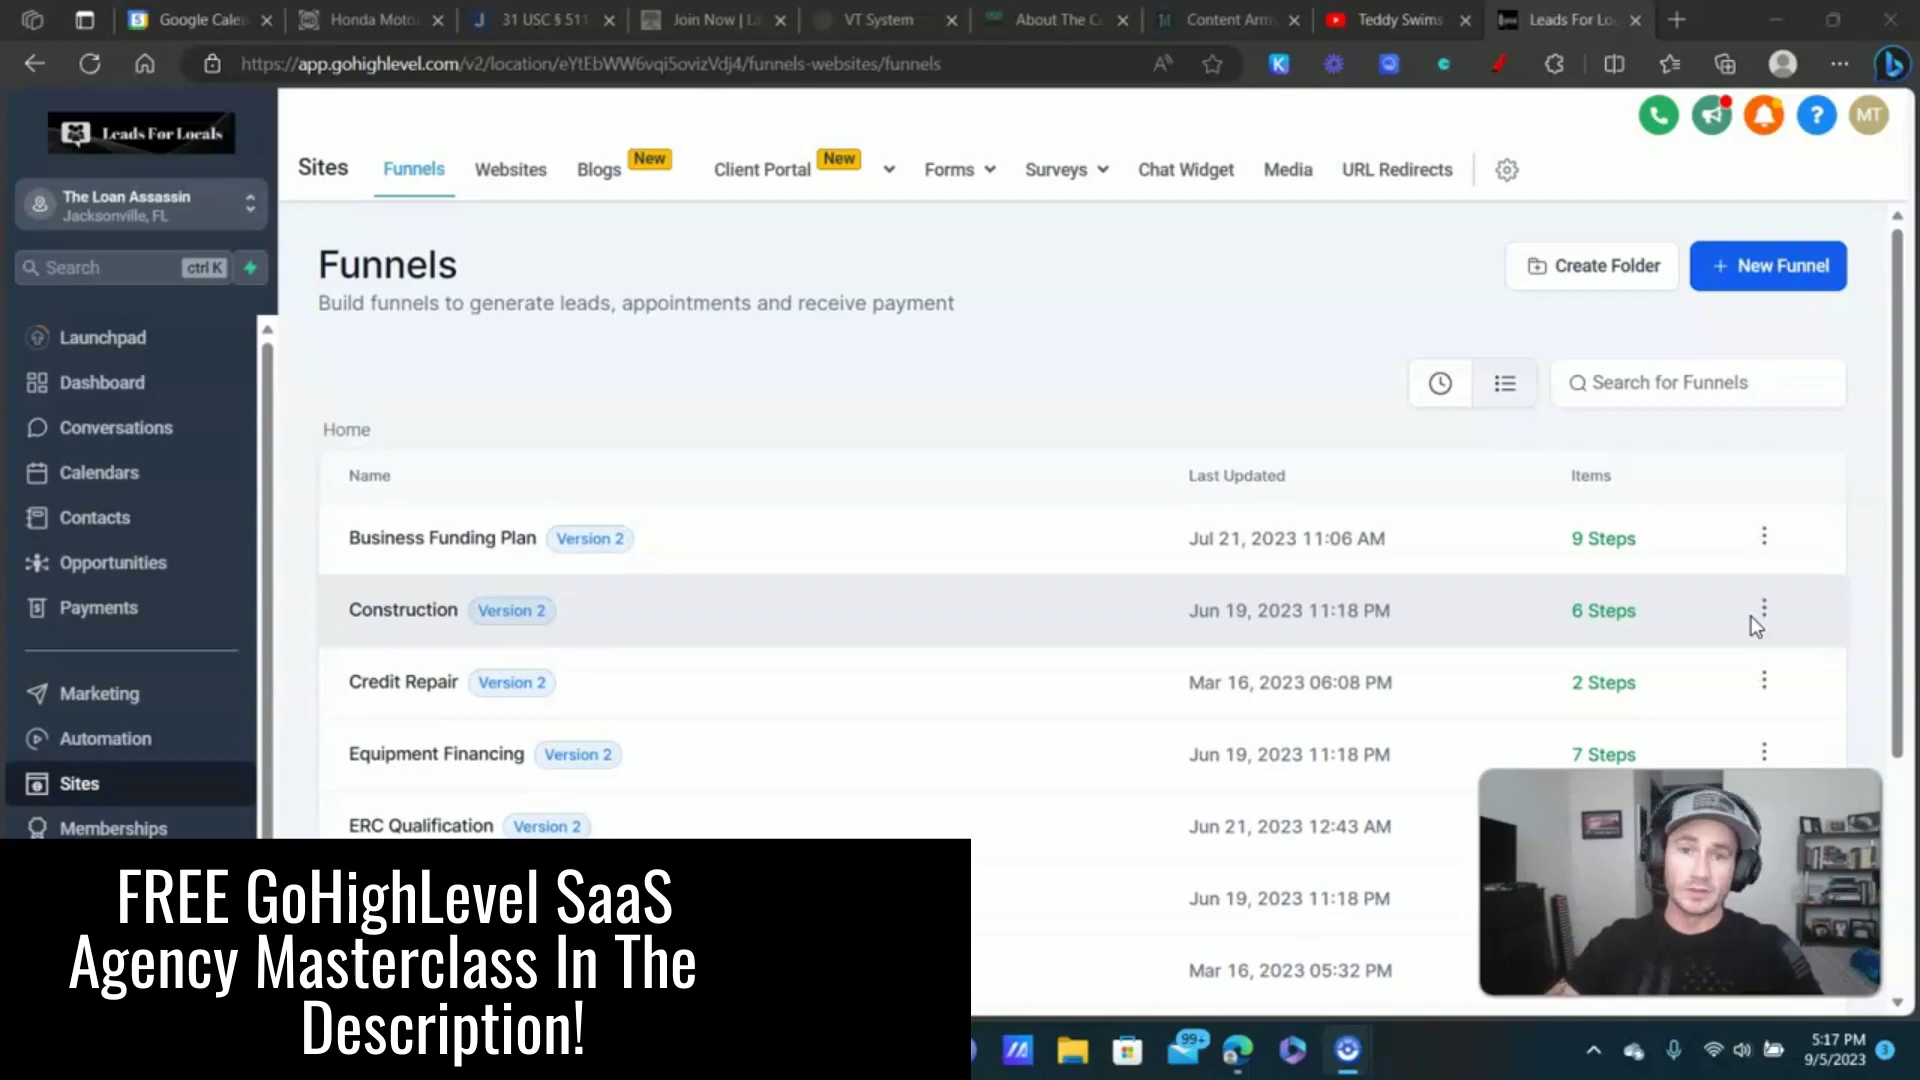 Google Cale
Honda Moto
31 USC § 511
Join Now | Li
VT System
About The C
Content Arm
Teddy Swims
Leads For Lo
https://app.gohighlevel.com/v2/location/eYtEbWW6vqi5ovizVdj4/funnels-websites/funnels
Leads For Locals
MT
Sites
Funnels
Websites
Blogs
New
Client Portal
New
Forms
Surveys
Chat Widget
Media
URL Redirects
The Loan Assassin
Jacksonville, FL
Search
ctrl K
Launchpad
Dashboard
Conversations
Calendars
Contacts
Opportunities
Payments
Marketing
Automation
Sites
Memberships
Funnels
Build funnels to generate leads, appointments and receive payment
Create Folder
+ New Funnel
Search for Funnels
Home
Name Last Updated Items
Business Funding Plan Version 2 Jul 21, 2023 11:06 AM 9 Steps
Construction Version 2 Jun 19, 2023 11:18 PM 6 Steps
Credit Repair Version 2 Mar 16, 2023 06:08 PM 2 Steps
Equipment Financing Version 2 Jun 19, 2023 11:18 PM 7 Steps
ERC Qualification Version 2 Jun 21, 2023 12:43 AM
Jun 19, 2023 11:18 PM
Mar 16, 2023 05:32 PM
FREE GoHighLevel SaaS
Agency Masterclass In The
Description!
99+
5:17 PM
9/5/2023
3